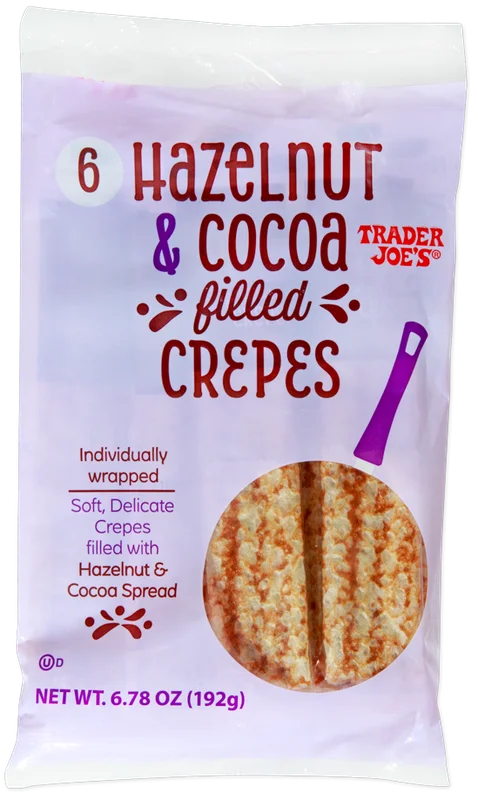 6 Hazelnut
& Cocoa
TRADER
JOE'S®
filled
Crepes
Individually
wrapped
Soft, Delicate
Crepes
filled with
Hazelnut &
Cocoa Spread
U D
NET WT. 6.78 OZ (192g)